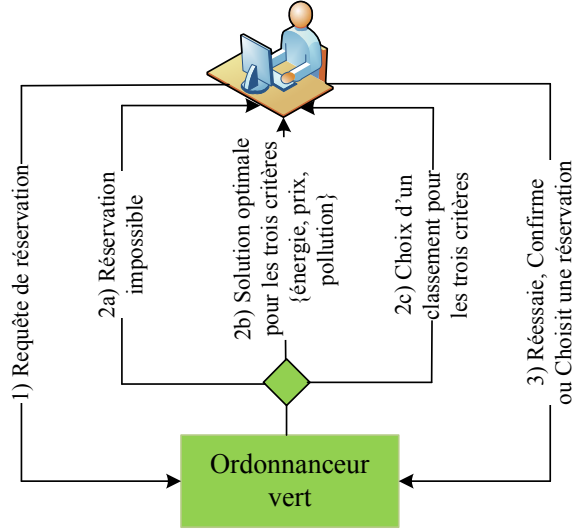 1) Requête de réservation
2a) Réservation
impossible
2b) Solution optimale
pour les trois critères
{énergie, prix,
pollution}
2c) Choix d’un
classement pour
les trois critères
3) Réessaie, Confirme
ou Choisit une réservation
Ordonnanceur
vert